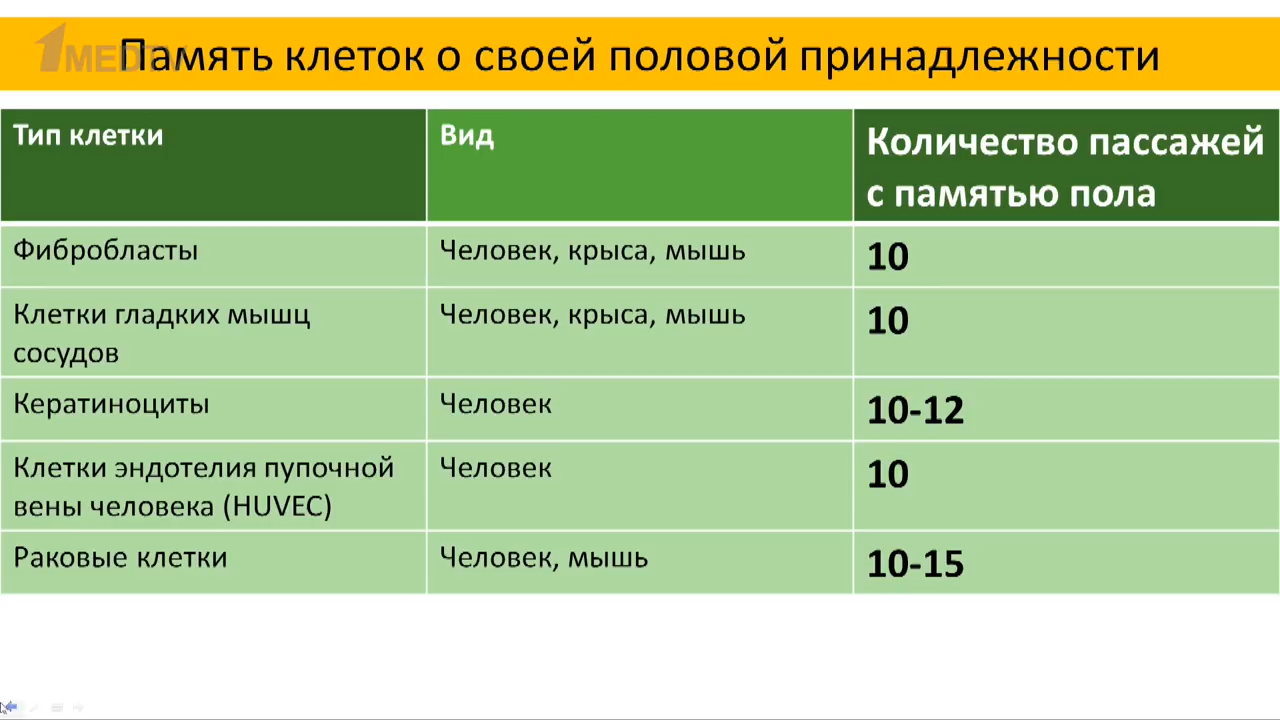 1MEDTV
Память клеток о своей половой принадлежности
Тип клетки
Вид
Количество пассажей
с памятью пола
Фибробласты
Человек, крыса, мышь
10
Клетки гладких мышц
сосудов
Человек, крыса, мышь
10
Кератиноциты
Человек
10-12
Клетки эндотелия пупочной
вены человека (HUVEC)
Человек
10
Раковые клетки
Человек, мышь
10-15